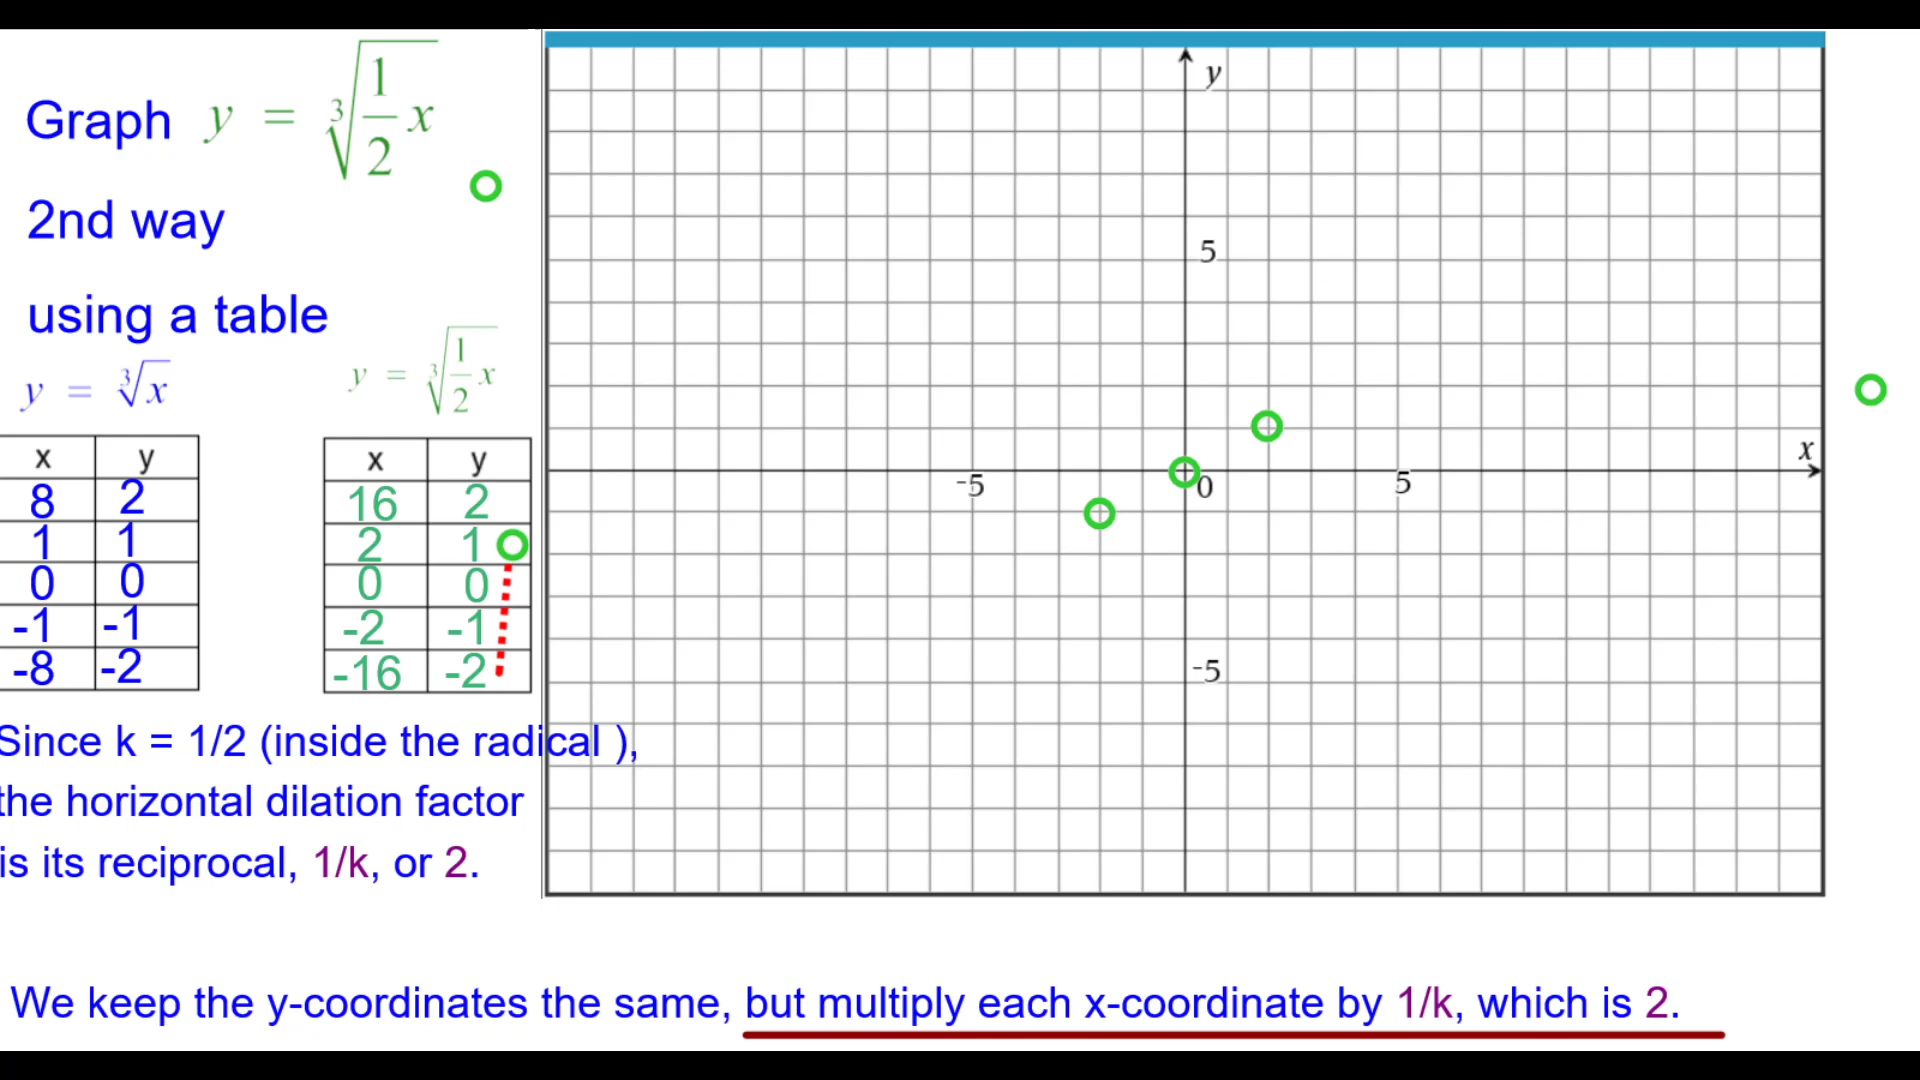 Graph y = ∛(1/2 x)
2nd way
using a table
y = ∛x
x y
8 2
1 1
0 0
-1 -1
-8 -2
y = ∛(1/2 x)
x y
16 2
2 1
0 0
-2 -1
-16 -2
Since k = 1/2 (inside the radical ),
the horizontal dilation factor
is its reciprocal, 1/k, or 2.
y
5
x
-5 0 5
-5
We keep the y-coordinates the same, but multiply each x-coordinate by 1/k, which is 2.